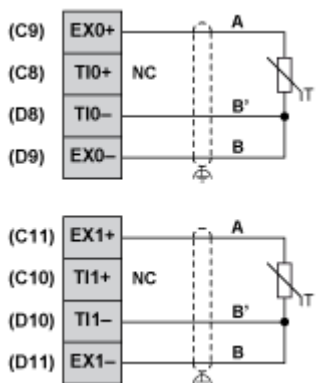 (C9) EX0+ A
(C8) TI0+ NC
(D8) TI0– B' T
(D9) EX0– B
(C11) EX1+ A
(C10) TI1+ NC
(D10) TI1– B' T
(D11) EX1– B